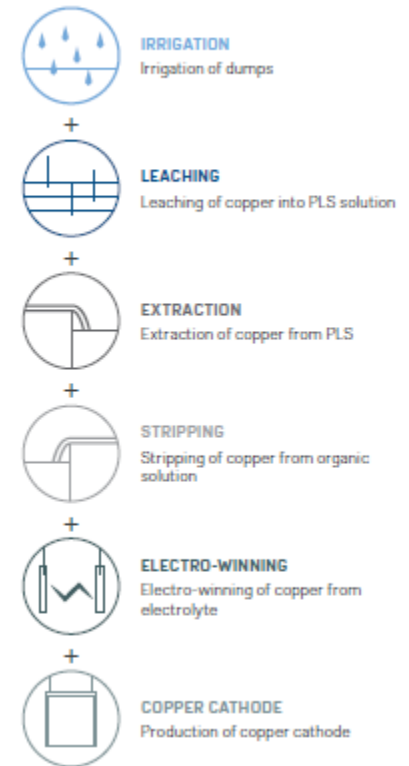 IRRIGATION
Irrigation of dumps
+
LEACHING
Leaching of copper into PLS solution
+
EXTRACTION
Extraction of copper from PLS
+
STRIPPING
Stripping of copper from organic
solution
+
ELECTRO-WINNING
Electro-winning of copper from
electrolyte
+
COPPER CATHODE
Production of copper cathode